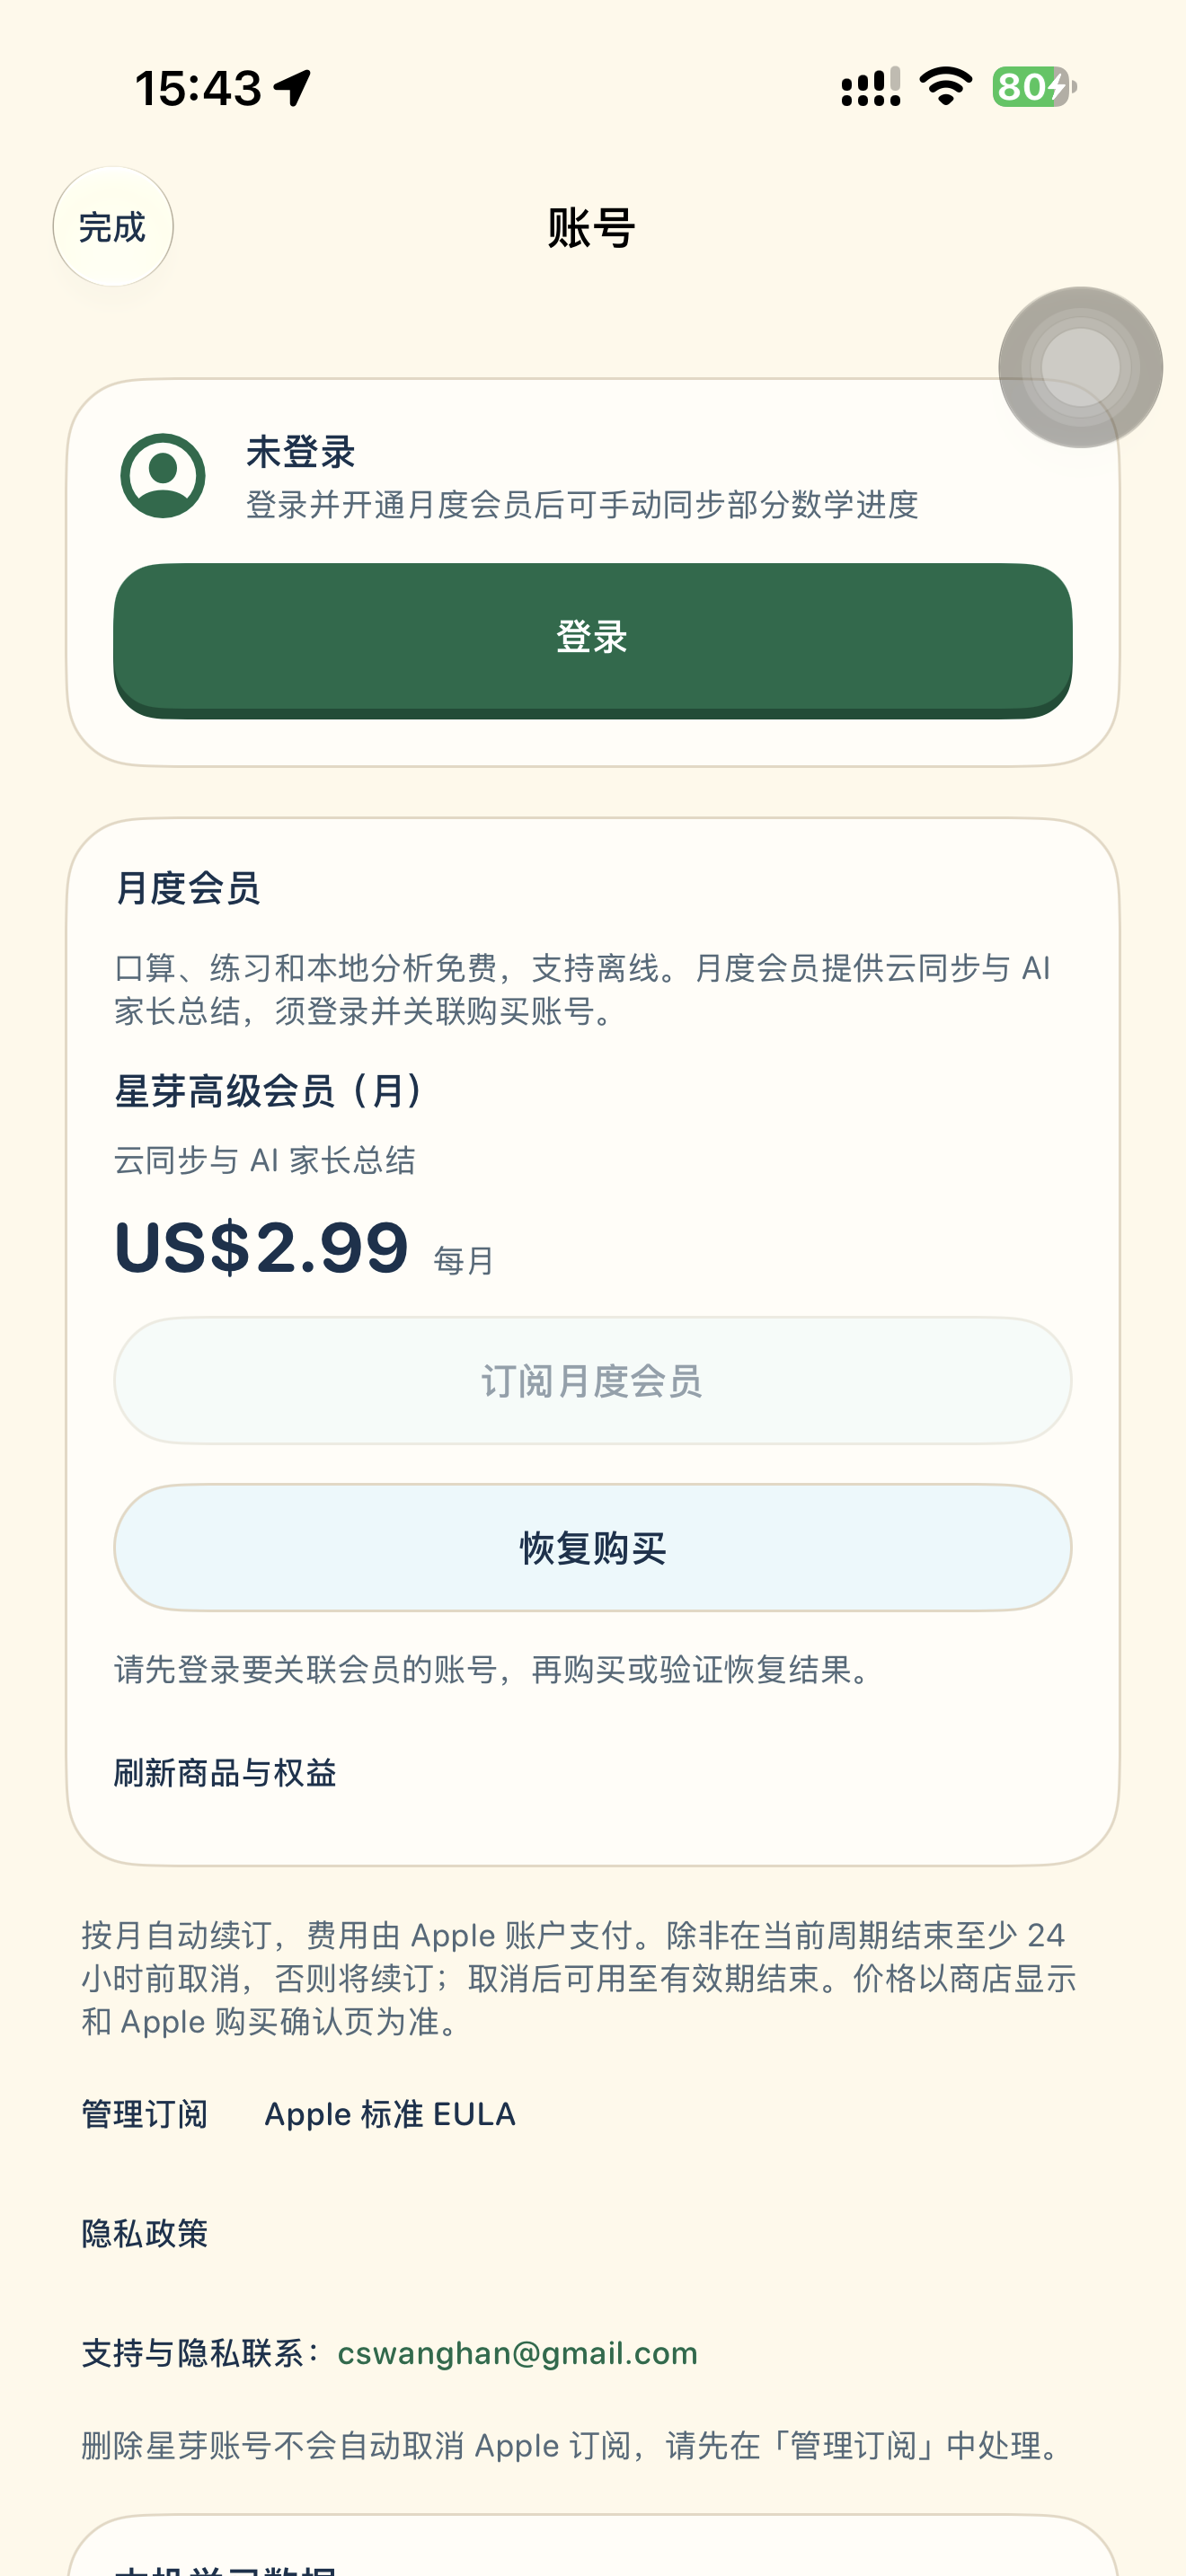 15:43
80
完成
账号
未登录
登录并开通月度会员后可手动同步部分数学进度
登录
月度会员
口算、练习和本地分析免费，支持离线。月度会员提供云同步与 AI
家长总结，须登录并关联购买账号。
星芽高级会员（月）
云同步与 AI 家长总结
US$2.99 每月
订阅月度会员
恢复购买
请先登录要关联会员的账号，再购买或验证恢复结果。
刷新商品与权益
按月自动续订，费用由 Apple 账户支付。除非在当前周期结束至少 24
小时前取消，否则将续订；取消后可用至有效期结束。价格以商店显示
和 Apple 购买确认页为准。
管理订阅 Apple 标准 EULA
隐私政策
支持与隐私联系：cswanghan@gmail.com
删除星芽账号不会自动取消 Apple 订阅，请先在「管理订阅」中处理。